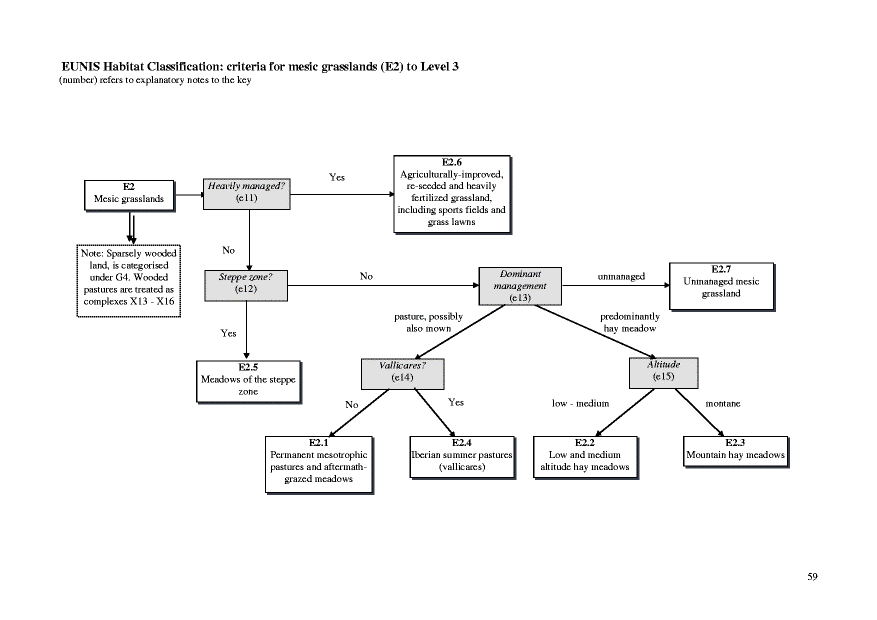 EUNIS Habitat Classification: criteria for mesic grasslands (E2) to Level 3
(number) refers to explanatory notes to the key
E2
Mesic grasslands
Heavily managed?
(e11)
Yes
E2.6
Agriculturally-improved,
re-seeded and heavily
fertilized grassland,
including sports fields and
grass lawns
Note: Sparsely wooded
land, is categorised
under G4. Wooded
pastures are treated as
complexes X13 - X16
No
Steppe zone?
(e12)
No
Dominant
management
(e13)
unmanaged
E2.7
Unmanaged mesic
grassland
Yes
E2.5
Meadows of the steppe
zone
pasture, possibly
also mown
predominantly
hay meadow
Vallicares?
(e14)
Altitude
(e15)
No
Yes
low - medium
montane
E2.1
Permanent mesotrophic
pastures and aftermath-
grazed meadows
E2.4
Iberian summer pastures
(vallicares)
E2.2
Low and medium
altitude hay meadows
E2.3
Mountain hay meadows
59